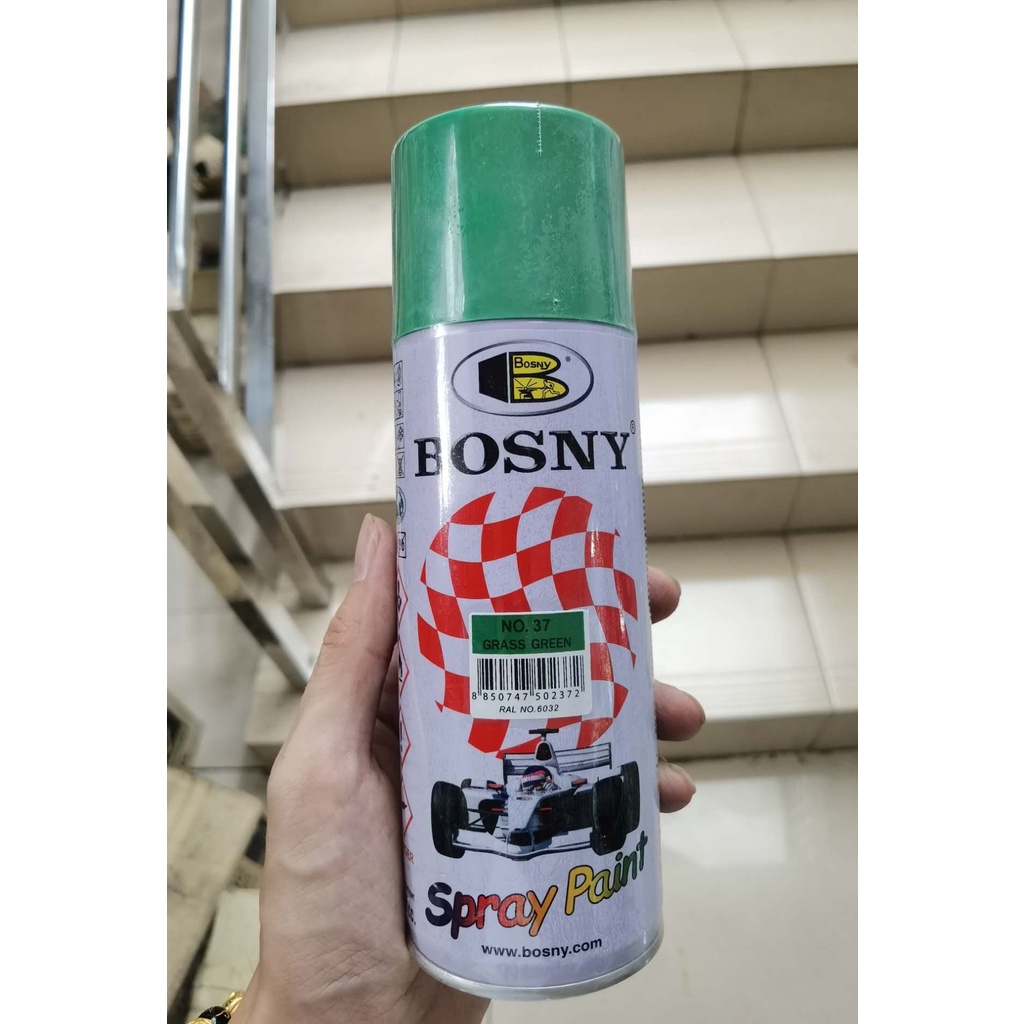 BOSNY
BOSNY
NO. 37
GRASS GREEN
8 850747 502372
RAL NO.6032
Spray Paint
www.bosny.com